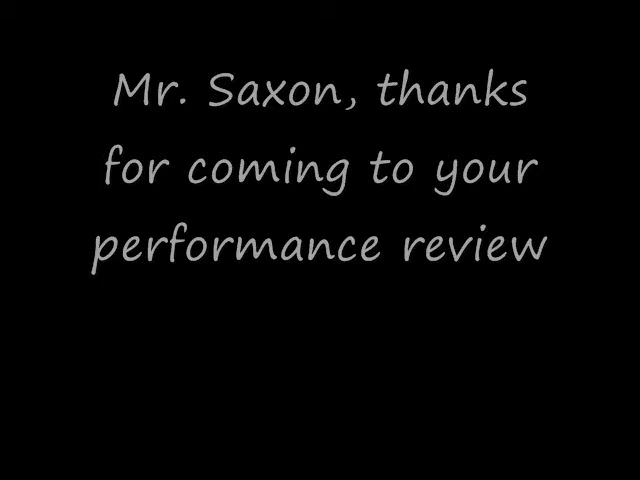 Mr. Saxon, thanks
for coming to your
performance review